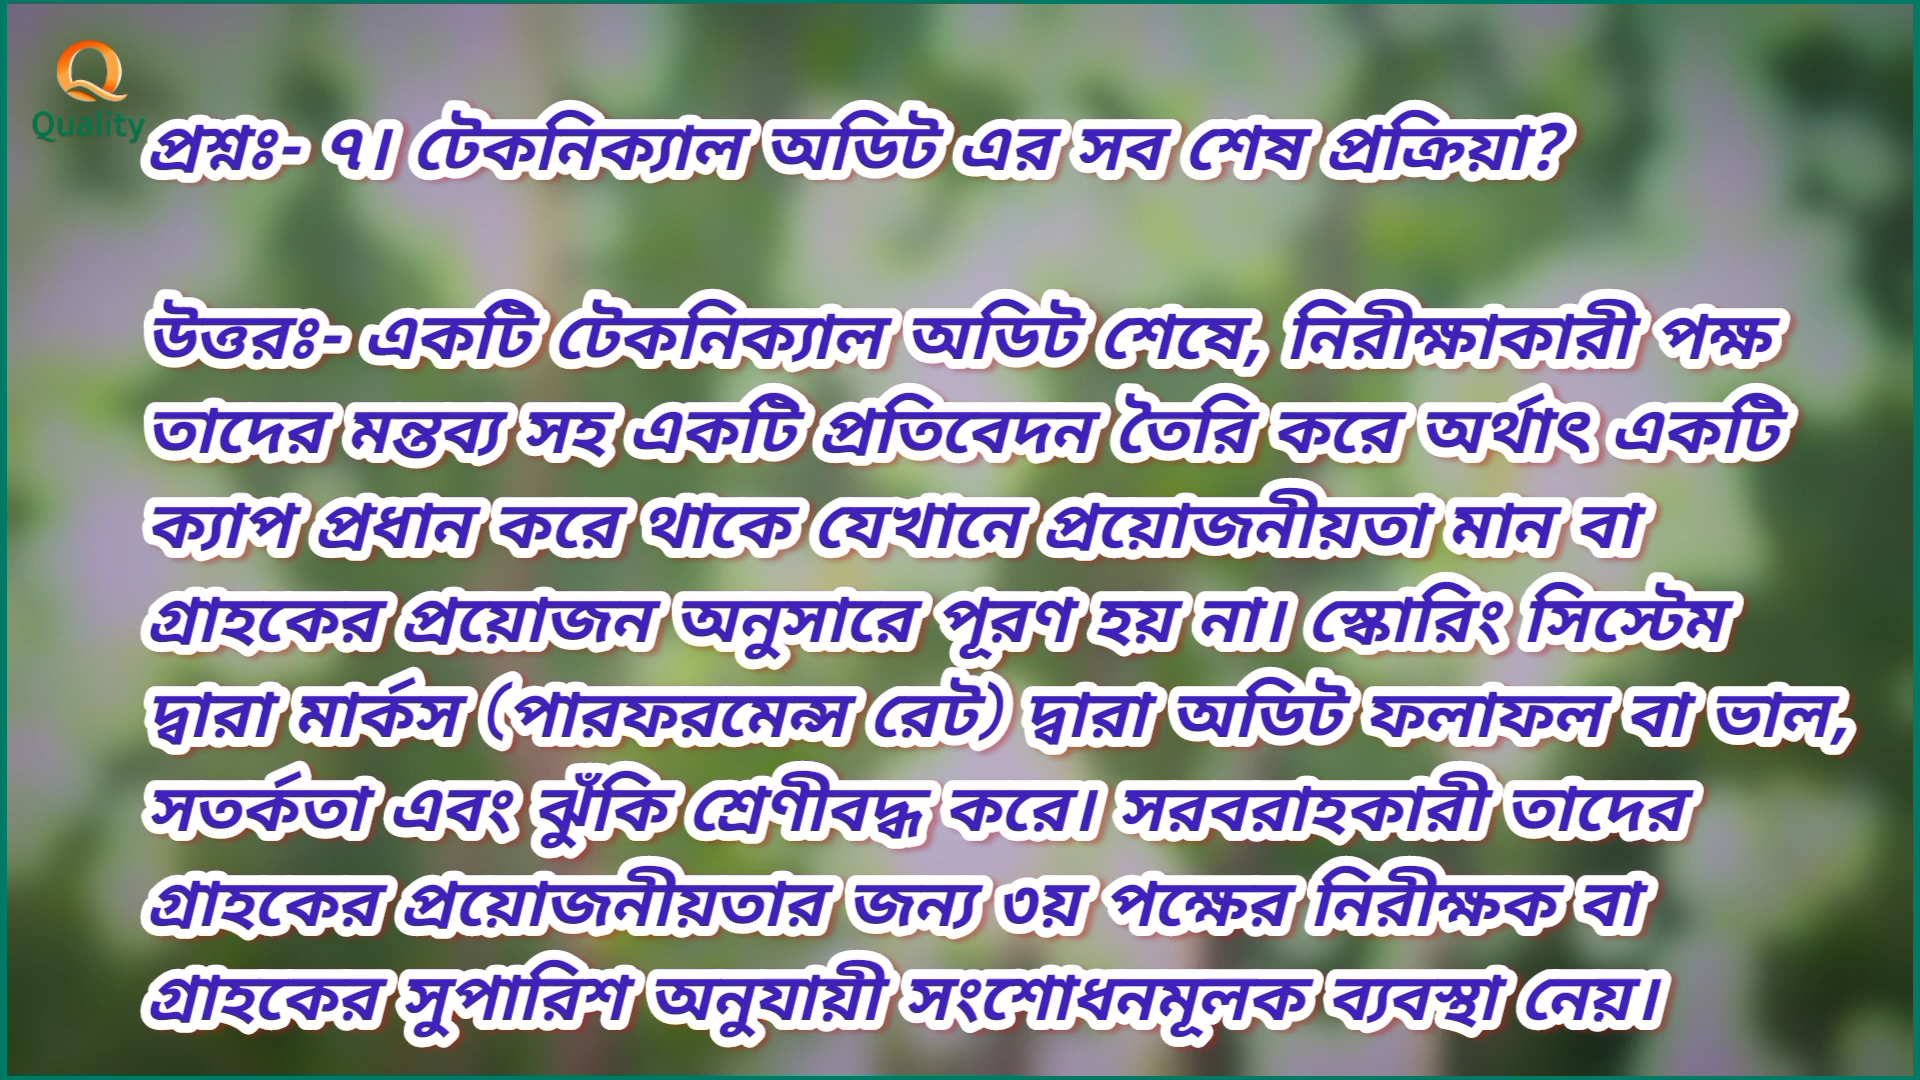 Quality
প্রশ্নঃ- ৭। টেকনিক্যাল অডিট এর সব শেষ প্রক্রিয়া?
উত্তরঃ- একটি টেকনিক্যাল অডিট শেষে, নিরীক্ষাকারী পক্ষ
তাদের মন্তব্য সহ একটি প্রতিবেদন তৈরি করে অর্থাৎ একটি
ক্যাপ প্রধান করে থাকে যেখানে প্রয়োজনীয়তা মান বা
গ্রাহকের প্রয়োজন অনুসারে পূরণ হয় না। স্কোরিং সিস্টেম
দ্বারা মার্কস (পারফরমেন্স রেট) দ্বারা অডিট ফলাফল বা ভাল,
সতর্কতা এবং ঝুঁকি শ্রেণীবদ্ধ করে। সরবরাহকারী তাদের
গ্রাহকের প্রয়োজনীয়তার জন্য ৩য় পক্ষের নিরীক্ষক বা
গ্রাহকের সুপারিশ অনুযায়ী সংশোধনমূলক ব্যবস্থা নেয়।